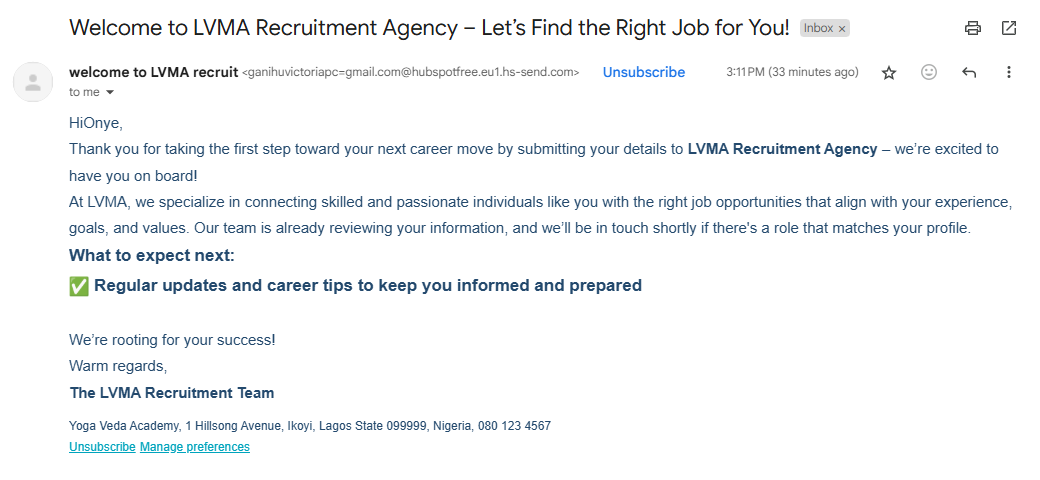 Welcome to LVMA Recruitment Agency – Let’s Find the Right Job for You! Inbox ×
welcome to LVMA recruit <ganihuvictoriapc=gmail.com@hubspotfree.eu1.hs-send.com> Unsubscribe 3:11 PM (33 minutes ago)
to me
HiOnye,
Thank you for taking the first step toward your next career move by submitting your details to LVMA Recruitment Agency – we’re excited to
have you on board!
At LVMA, we specialize in connecting skilled and passionate individuals like you with the right job opportunities that align with your experience,
goals, and values. Our team is already reviewing your information, and we’ll be in touch shortly if there's a role that matches your profile.
What to expect next:
✅ Regular updates and career tips to keep you informed and prepared
We’re rooting for your success!
Warm regards,
The LVMA Recruitment Team
Yoga Veda Academy, 1 Hillsong Avenue, Ikoyi, Lagos State 099999, Nigeria, 080 123 4567
Unsubscribe Manage preferences